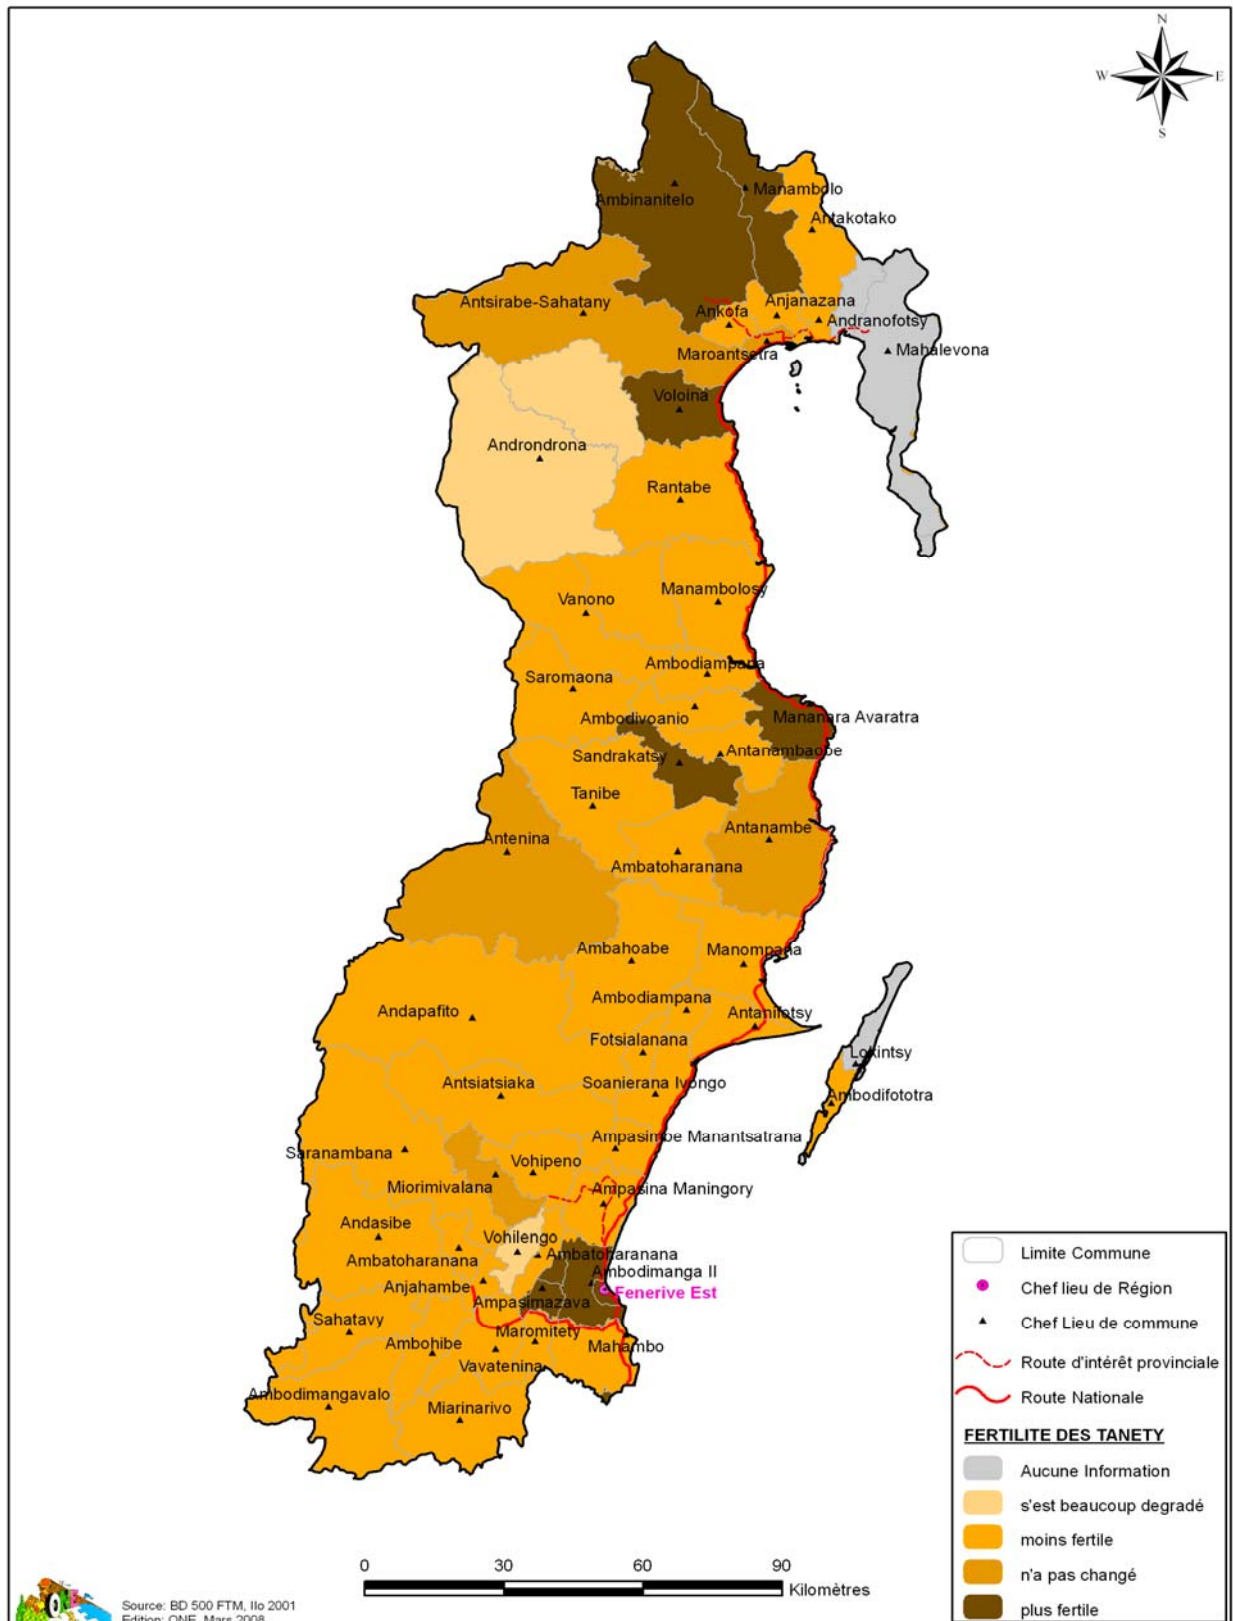 N
W
E
S
Ambinanitelo
Manambolo
Antakotako
Antsirabe-Sahatany
Ankofa
Anjanazana
Andranofotsy
Maroantsetra
Mahalevona
Voloina
Androndrona
Rantabe
Vanono
Manambolosy
Ambodiampana
Saromaona
Ambodivoanio
Mananara Avaratra
Sandrakatsy
Antanambaobe
Tanibe
Antenina
Antanambe
Ambatoharanana
Ambahoabe
Manompana
Andapafito
Ambodiampana
Antanifotsy
Fotsialanana
Lokintsy
Antsiatsiaka
Soanierana Ivongo
Ambodifototra
Saranambana
Ampasimbe Manantsatrana
Vohipeno
Miorimivalana
Ampasina Maningory
Andasibe
Vohilengo
Ambatoharanana
Ambatoharanana
Anjahambe
Ambodimanga II
Fenerive Est
Ampasimazava
Sahatavy
Ambohibe
Maromitety
Mahambo
Vavatenina
Ambodimangavalo
Miarinarivo
Limite Commune
Chef lieu de Région
Chef Lieu de commune
Route d'intérêt provinciale
Route Nationale
FERTILITE DES TANETY
Aucune Information
s'est beaucoup degradé
moins fertile
n'a pas changé
plus fertile
0 30 60 90
Kilomètres
Source: BD 500 FTM, Ilo 2001
Edition: ONE, Mars 2008